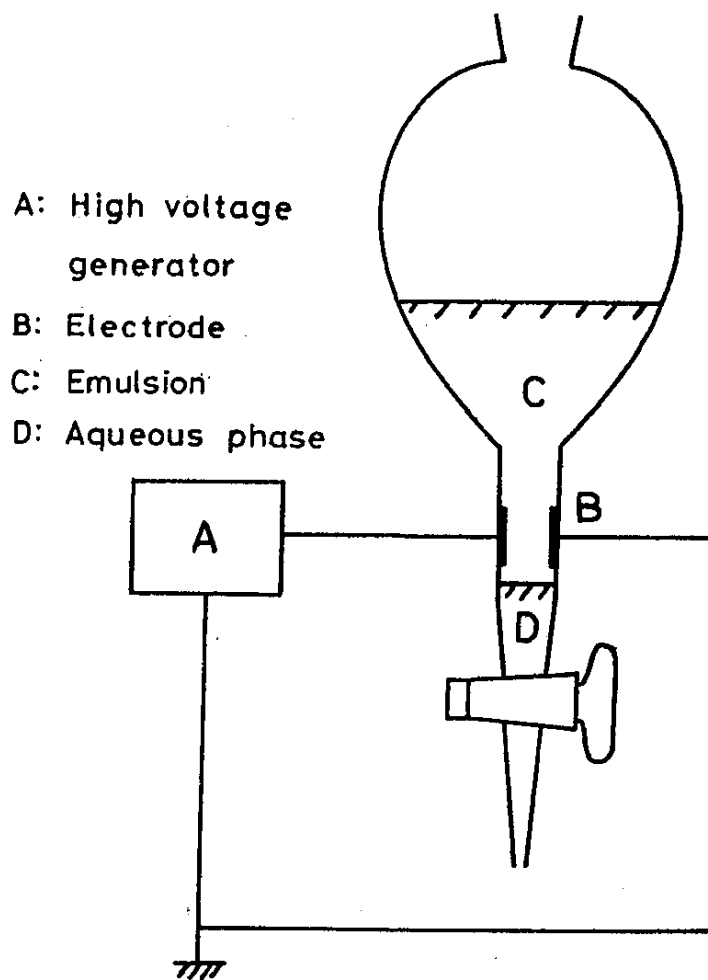 A: High voltage
generator
B: Electrode
C: Emulsion
D: Aqueous phase
C
B
A
D